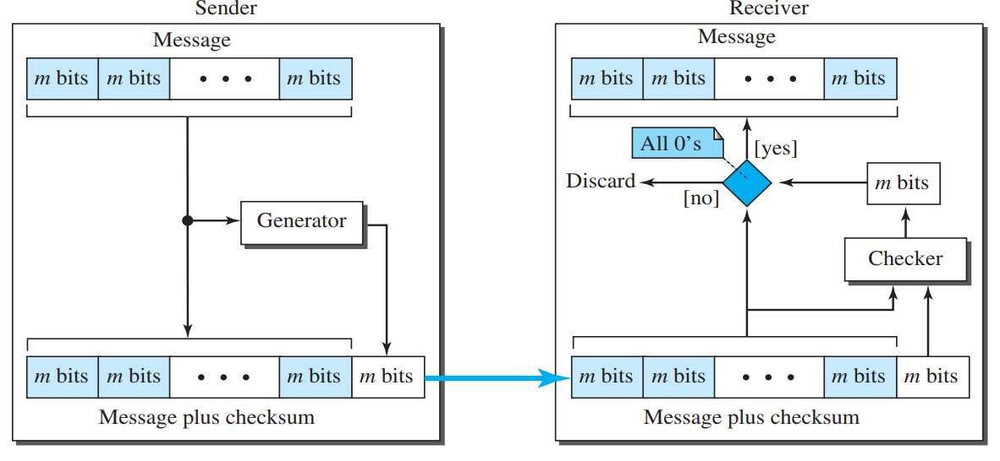 Sender
Message
m bits m bits • • • m bits
Generator
m bits m bits • • • m bits m bits
Message plus checksum
Receiver
Message
m bits m bits • • • m bits
All 0's
[yes]
Discard
[no]
m bits
Checker
m bits m bits • • • m bits m bits
Message plus checksum